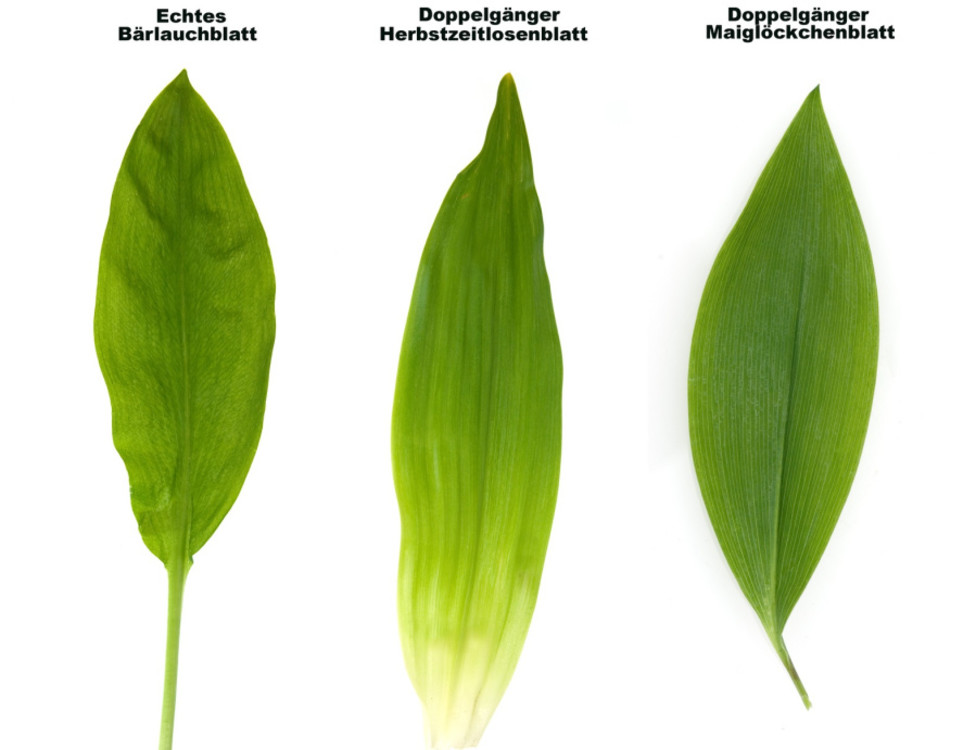 Echtes
Bärlauchblatt
Doppelgänger
Herbstzeitlosenblatt
Doppelgänger
Maiglöckchenblatt